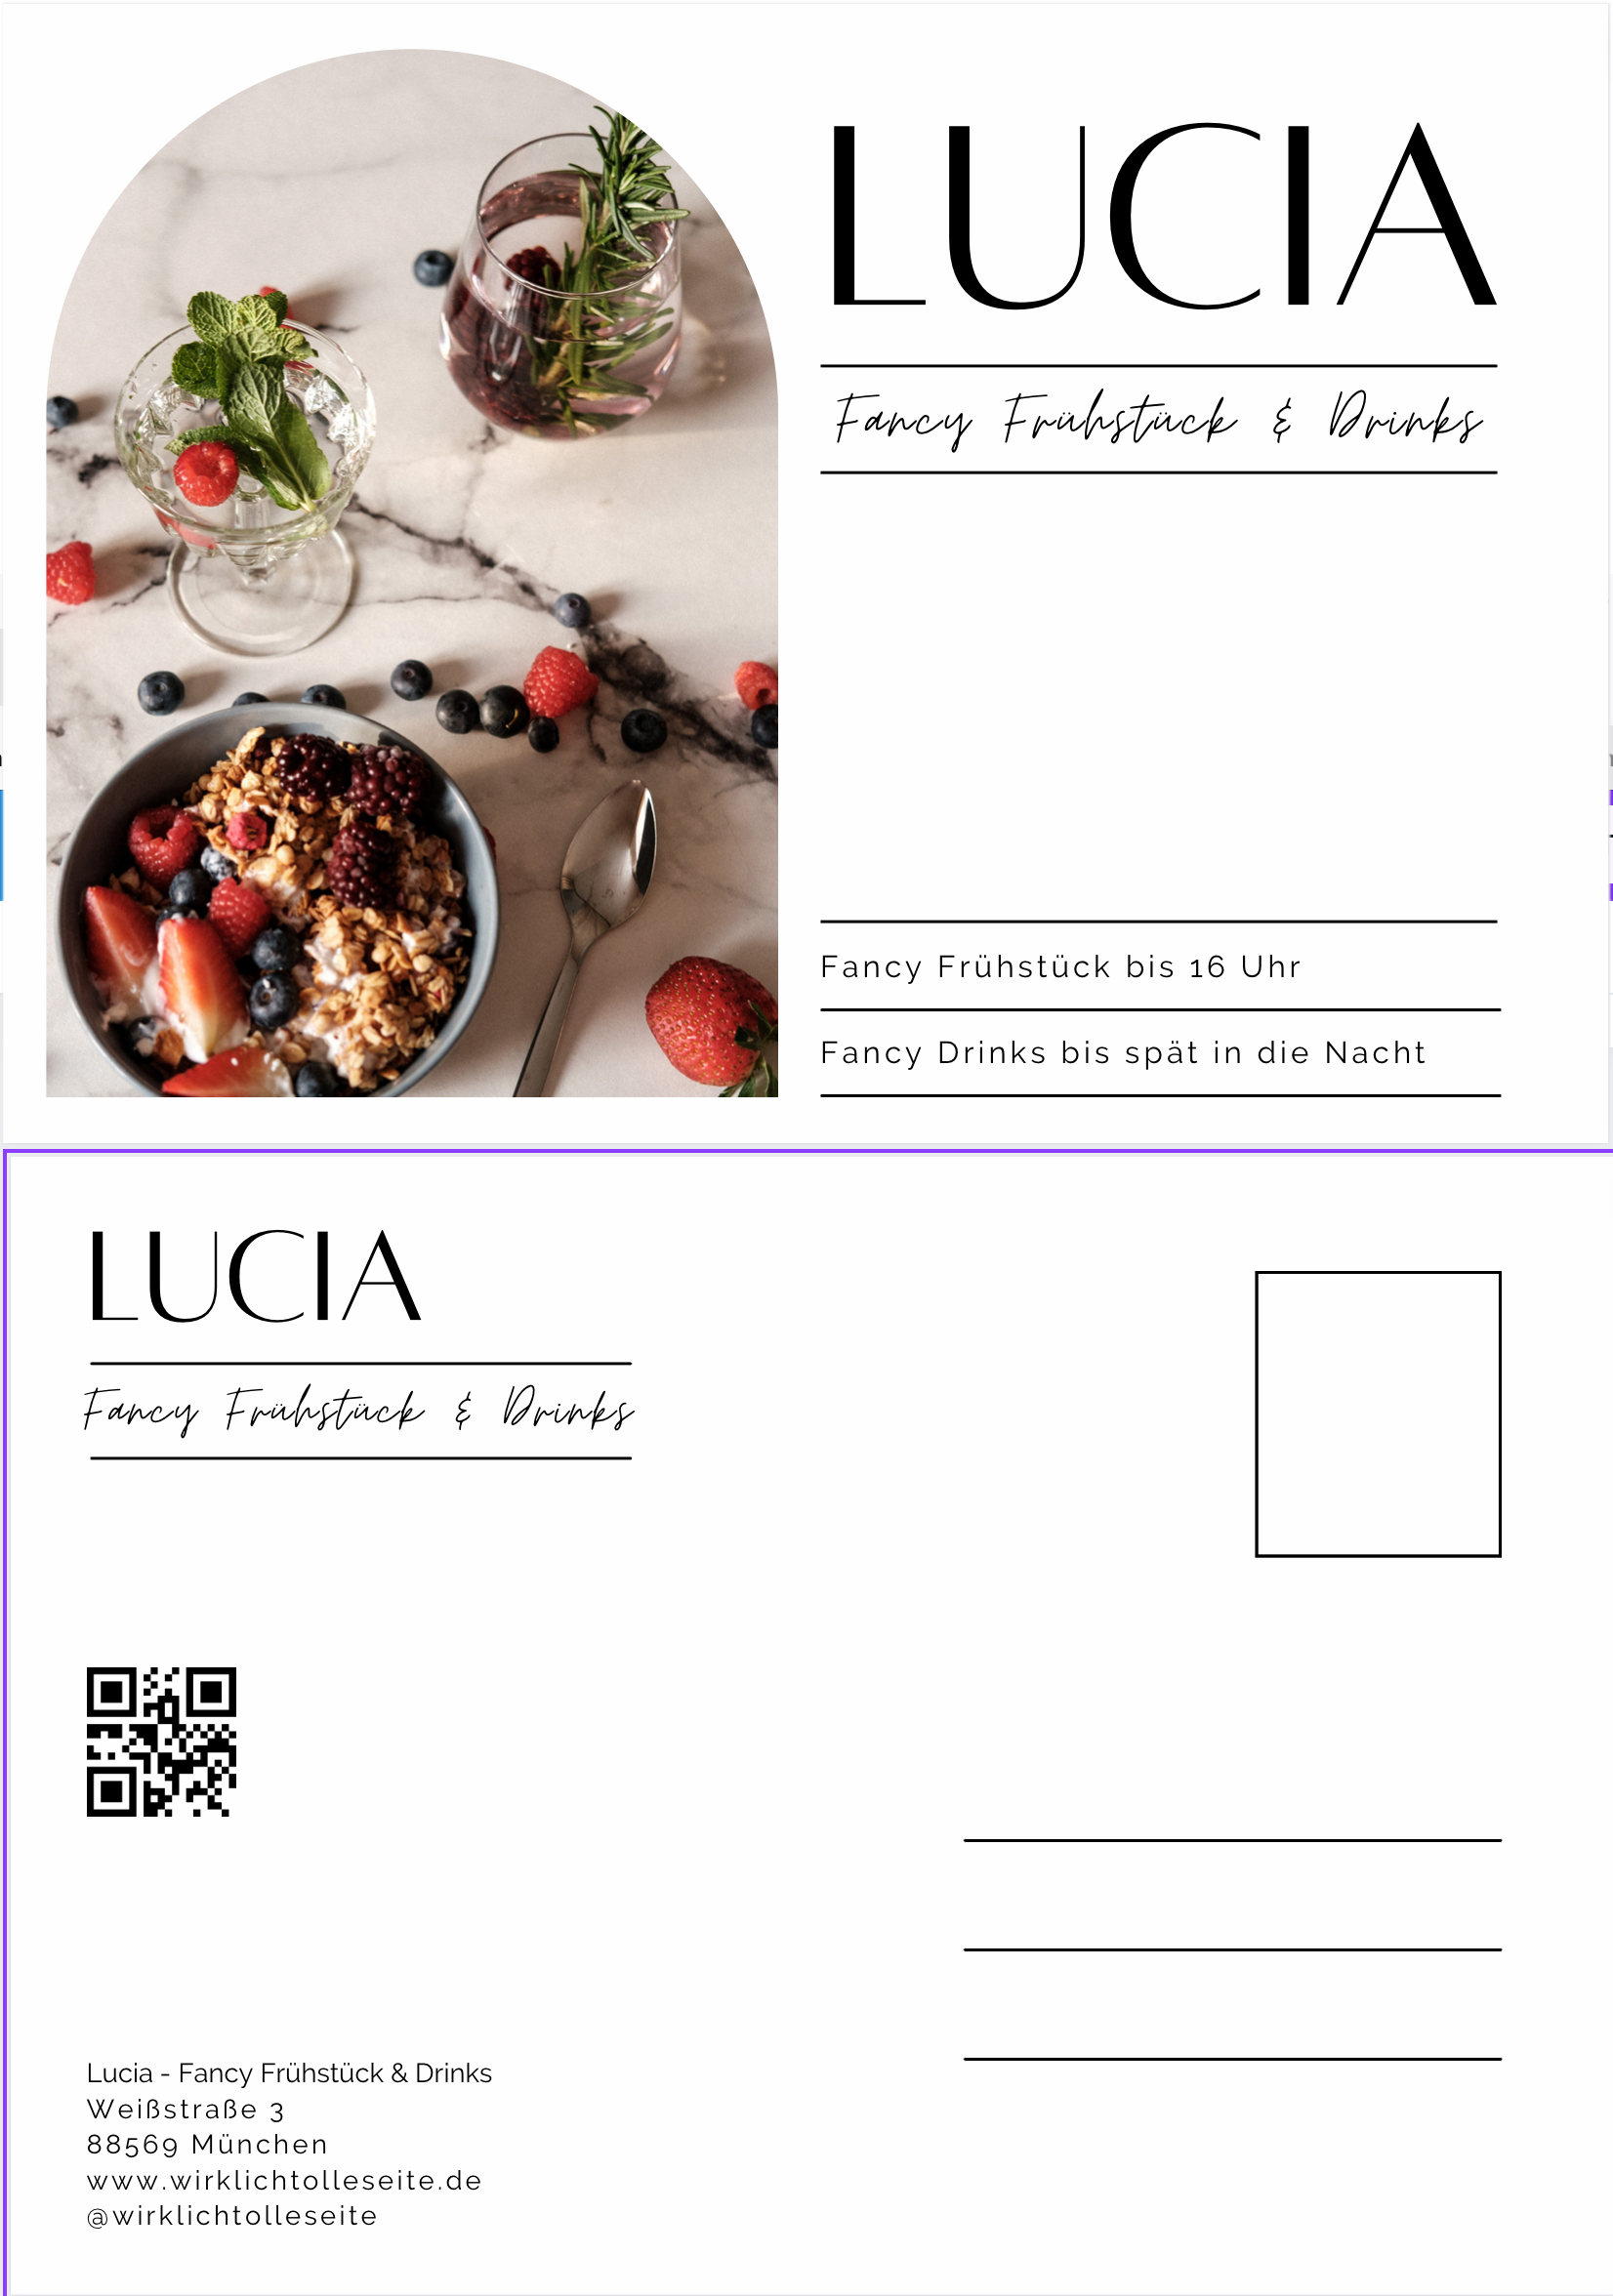 LUCIA
Fancy Frühstück & Drinks
Fancy Frühstück bis 16 Uhr
Fancy Drinks bis spät in die Nacht
LUCIA
Fancy Frühstück & Drinks
Lucia - Fancy Frühstück & Drinks
Weißstraße 3
88569 München
www.wirklichtolleseite.de
@wirklichtolleseite